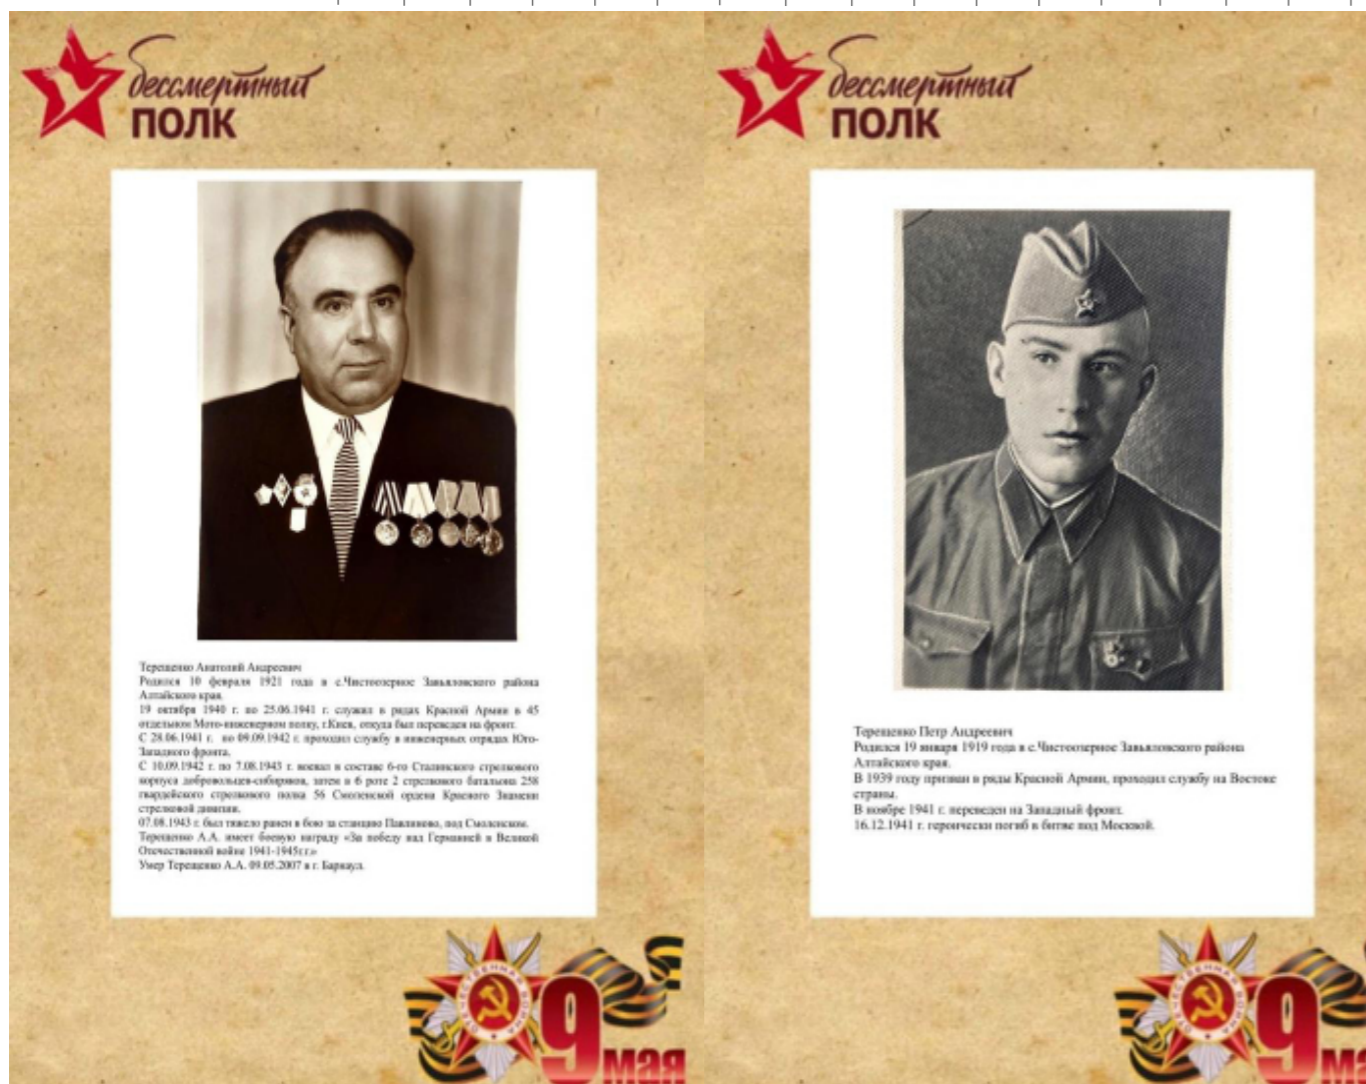 бессмертный
ПОЛК
Терещенко Анатолий Андреевич
Родился 10 февраля 1921 года в с.Чистоозерное Завьяловского района
Алтайского края.
19 октября 1940 г. по 25.06.1941 г. служил в рядах Красной Армии в 45
отдельном Мото-инженерном полку, г.Киев, откуда был переведен на фронт.
С 28.06.1941 г. по 09.09.1942 г. проходил службу в инженерных отрядах Юго-
Западного фронта.
С 10.09.1942 г. по 7.08.1943 г. воевал в составе 6-го Сталинского стрелкового
корпуса добровольцев-сибиряков, затем в 6 роте 2 стрелкового батальона 258
гвардейского стрелкового полка 56 Смоленской ордена Красного Знамени
стрелковой дивизии.
07.08.1943 г. был тяжело ранен в бою за станцию Павлиново, под Смоленском.
Терещенко А.А. имеет боевую награду «За победу над Германией в Великой
Отечественной войне 1941-1945г.г.»
Умер Терещенко А.А. 09.05.2007 в г. Барнаул.
ОТЕЧЕСТВЕННАЯ ВОЙНА
9
мая
бессмертный
ПОЛК
Терещенко Петр Андреевич
Родился 19 января 1919 года в с.Чистоозерное Завьяловского района
Алтайского края.
В 1939 году призван в ряды Красной Армии, проходил службу на Востоке
страны.
В ноябре 1941 г. переведен на Западный фронт.
16.12.1941 г. героически погиб в битве под Москвой.
ОТЕЧЕСТВЕННАЯ ВОЙНА
9
ма